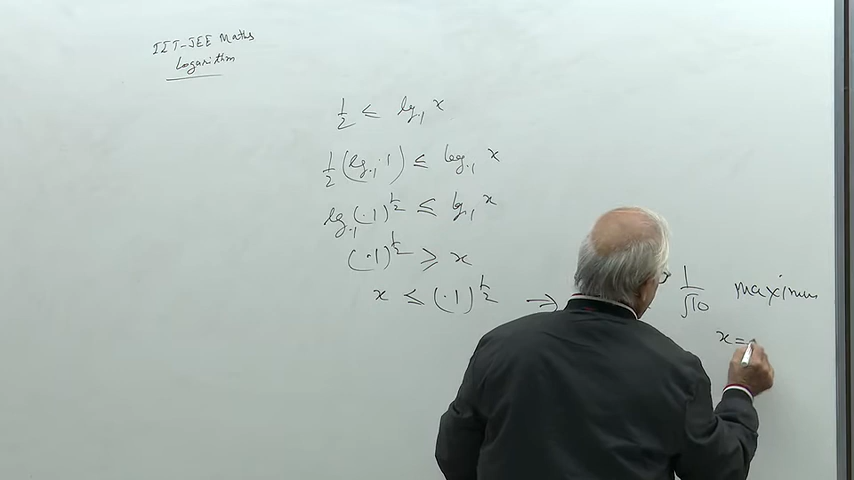 IIT-JEE Maths
Logarithm
1/2 ≤ log.1 x
1/2 (log.1 .1) ≤ log.1 x
log.1 (.1)^1/2 ≤ log.1 x
(.1)^1/2 ≥ x
x ≤ (.1)^1/2 → 1/√10 maximum
x =